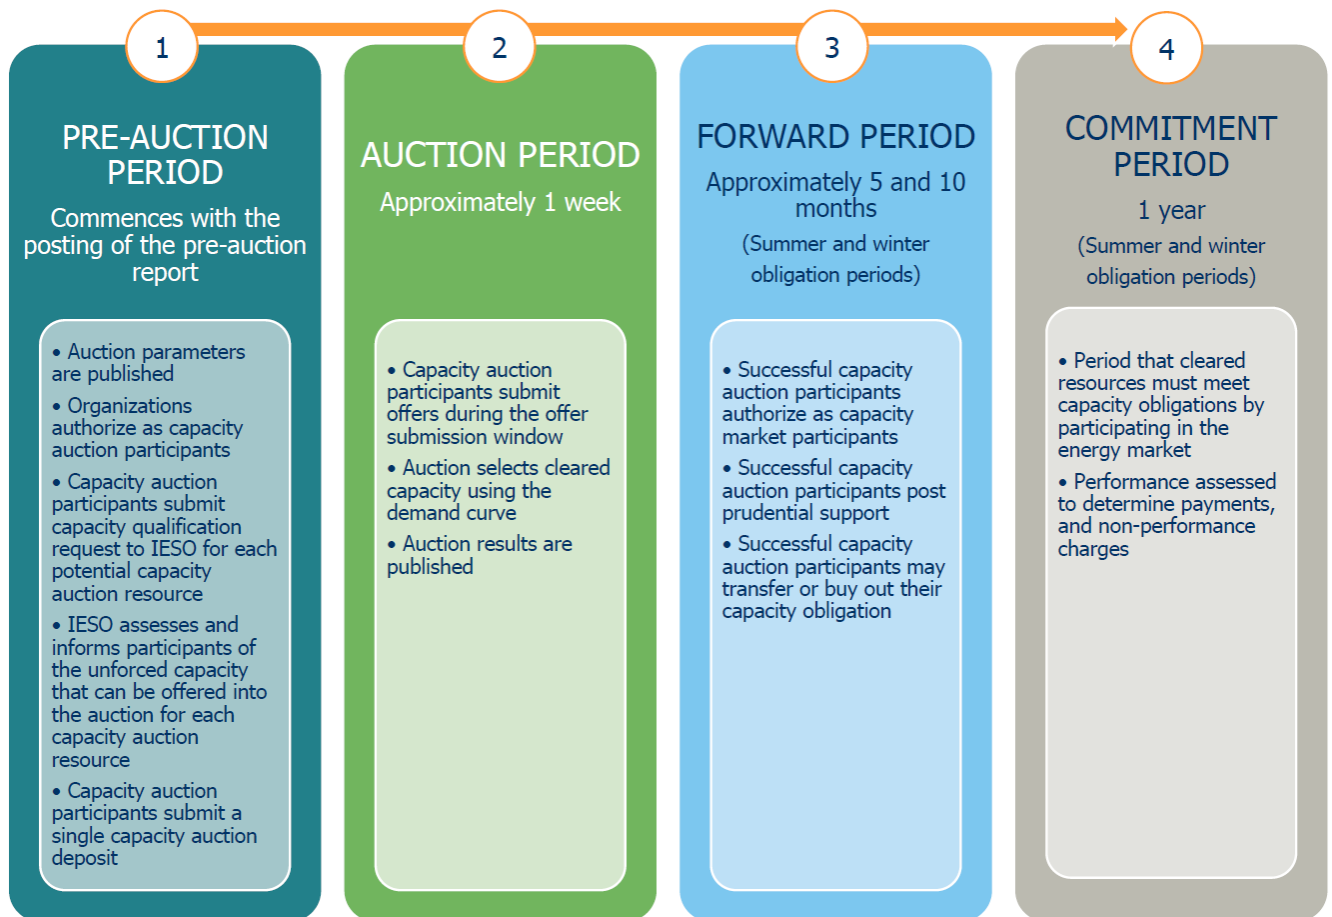 1
PRE-AUCTION
PERIOD
Commences with the
posting of the pre-auction
report
• Auction parameters
are published
• Organizations
authorize as capacity
auction participants
• Capacity auction
participants submit
capacity qualification
request to IESO for each
potential capacity
auction resource
• IESO assesses and
informs participants of
the unforced capacity
that can be offered into
the auction for each
capacity auction
resource
• Capacity auction
participants submit a
single capacity auction
deposit
2
AUCTION PERIOD
Approximately 1 week
• Capacity auction
participants submit
offers during the offer
submission window
• Auction selects cleared
capacity using the
demand curve
• Auction results are
published
3
FORWARD PERIOD
Approximately 5 and 10
months
(Summer and winter
obligation periods)
• Successful capacity
auction participants
authorize as capacity
market participants
• Successful capacity
auction participants post
prudential support
• Successful capacity
auction participants may
transfer or buy out their
capacity obligation
4
COMMITMENT
PERIOD
1 year
(Summer and winter
obligation periods)
• Period that cleared
resources must meet
capacity obligations by
participating in the
energy market
• Performance assessed
to determine payments,
and non-performance
charges